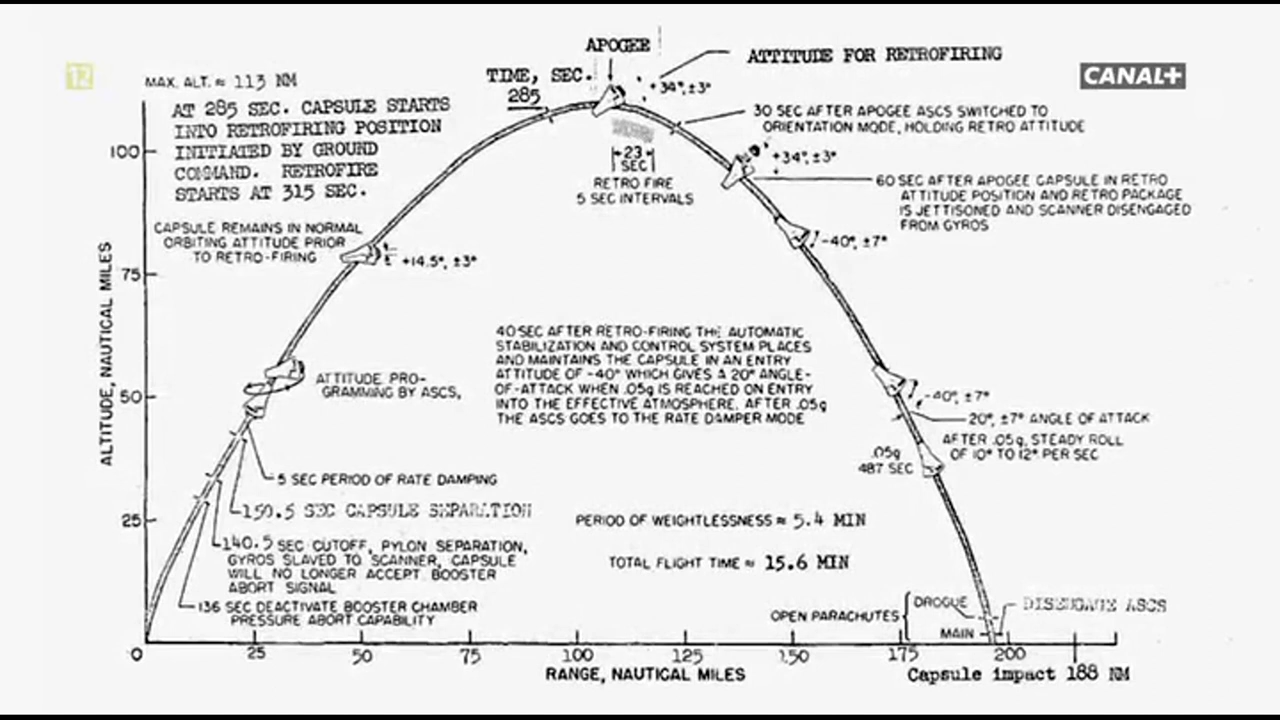 12
CANAL+
APOGEE
TIME, SEC.
285
ATTITUDE FOR RETROFIRING
+34°, ±3°
MAX. ALT. ≈ 113 NM
AT 285 SEC. CAPSULE STARTS
INTO RETROFIRING POSITION
INITIATED BY GROUND
COMMAND. RETROFIRE
STARTS AT 315 SEC.
30 SEC AFTER APOGEE ASCS SWITCHED TO
ORIENTATION MODE, HOLDING RETRO ATTITUDE
23
SEC
RETRO FIRE
5 SEC INTERVALS
+34°, ±3°
60 SEC AFTER APOGEE CAPSULE IN RETRO
ATTITUDE POSITION AND RETRO PACKAGE
IS JETTISONED AND SCANNER DISENGAGED
FROM GYROS
CAPSULE REMAINS IN NORMAL
ORBITING ATTITUDE PRIOR
TO RETRO-FIRING
+14.5°, ±3°
-40°, ±7°
40 SEC AFTER RETRO-FIRING THE AUTOMATIC
STABILIZATION AND CONTROL SYSTEM PLACES
AND MAINTAINS THE CAPSULE IN AN ENTRY
ATTITUDE OF -40° WHICH GIVES A 20° ANGLE-
OF-ATTACK WHEN .05g IS REACHED ON ENTRY
INTO THE EFFECTIVE ATMOSPHERE. AFTER .05g
THE ASCS GOES TO THE RATE DAMPER MODE
ATTITUDE PRO-
GRAMMING BY ASCS.
-40°, ±7°
20°, ±7° ANGLE OF ATTACK
AFTER .05g, STEADY ROLL
OF 10° TO 12° PER SEC
.05g
487 SEC
5 SEC PERIOD OF RATE DAMPING
150.5 SEC CAPSULE SEPARATION
140.5 SEC CUTOFF, PYLON SEPARATION,
GYROS SLAVED TO SCANNER, CAPSULE
WILL NO LONGER ACCEPT BOOSTER
ABORT SIGNAL
136 SEC DEACTIVATE BOOSTER CHAMBER
PRESSURE ABORT CAPABILITY
PERIOD OF WEIGHTLESSNESS ≈ 5.4 MIN
TOTAL FLIGHT TIME ≈ 15.6 MIN
OPEN PARACHUTES
DROGUE
MAIN
DISENGAGE ASCS
ALTITUDE, NAUTICAL MILES
100
75
50
25
0 25 50 75 100 125 150 175 200
RANGE, NAUTICAL MILES
Capsule impact 188 NM